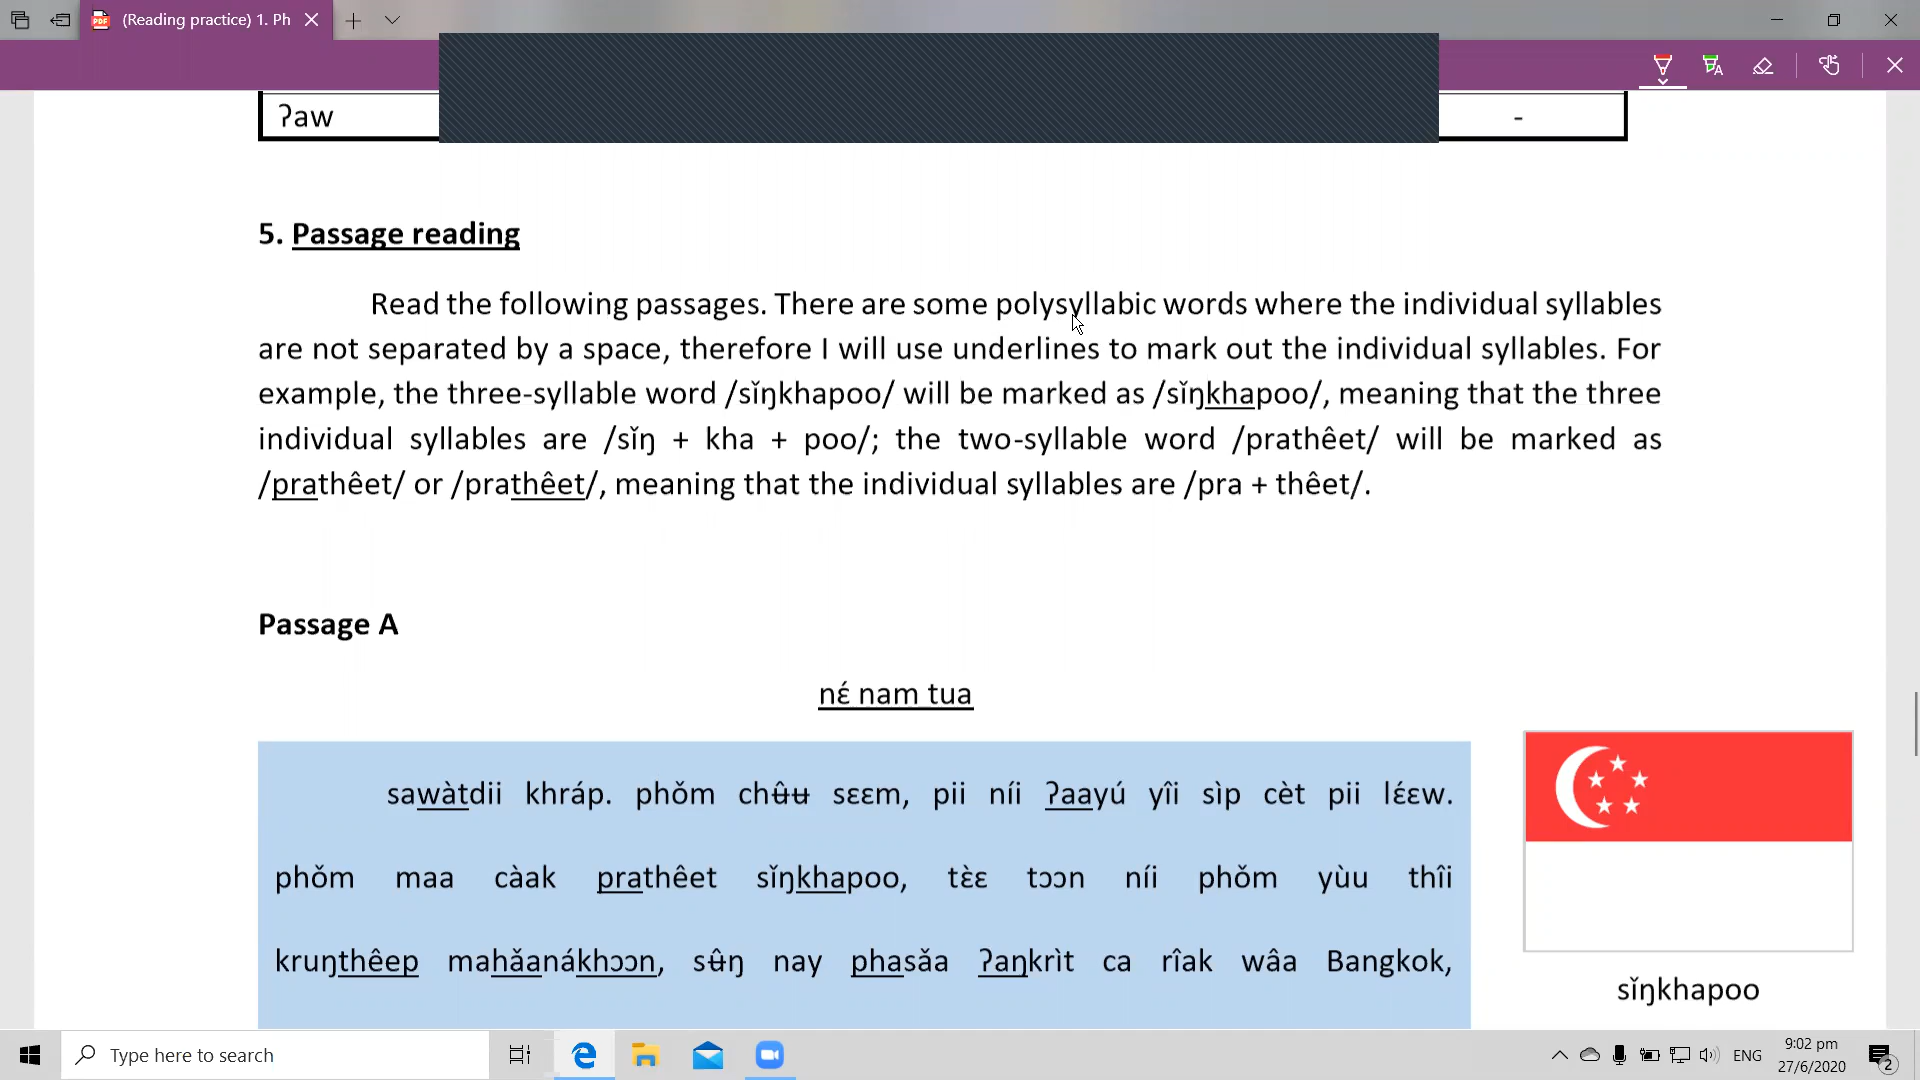 (Reading practice) 1. Ph
ʔaw
-
5. Passage reading
Read the following passages. There are some polysyllabic words where the individual syllables
are not separated by a space, therefore I will use underlines to mark out the individual syllables. For
example, the three-syllable word /sǐŋkhapoo/ will be marked as /sǐŋkhapoo/, meaning that the three
individual syllables are /sǐŋ + kha + poo/; the two-syllable word /prathêet/ will be marked as
/prathêet/ or /prathêet/, meaning that the individual syllables are /pra + thêet/.
Passage A
nɛ́ nam tua
sawàtdii khráp. phǒm chʉ̂ʉ sɛɛm, pii níi ʔaayú yîi sìp cèt pii lɛ́ɛw.
phǒm maa càak prathêet sǐŋkhapoo, tɛ̀ɛ tɔɔn níi phǒm yùu thîi
kruŋthêep mahǎanákhɔɔn, sʉ̂ŋ nay phasǎa ʔaŋkrìt ca rîak wâa Bangkok,
sǐŋkhapoo
Type here to search
ENG
9:02 pm
27/6/2020
2